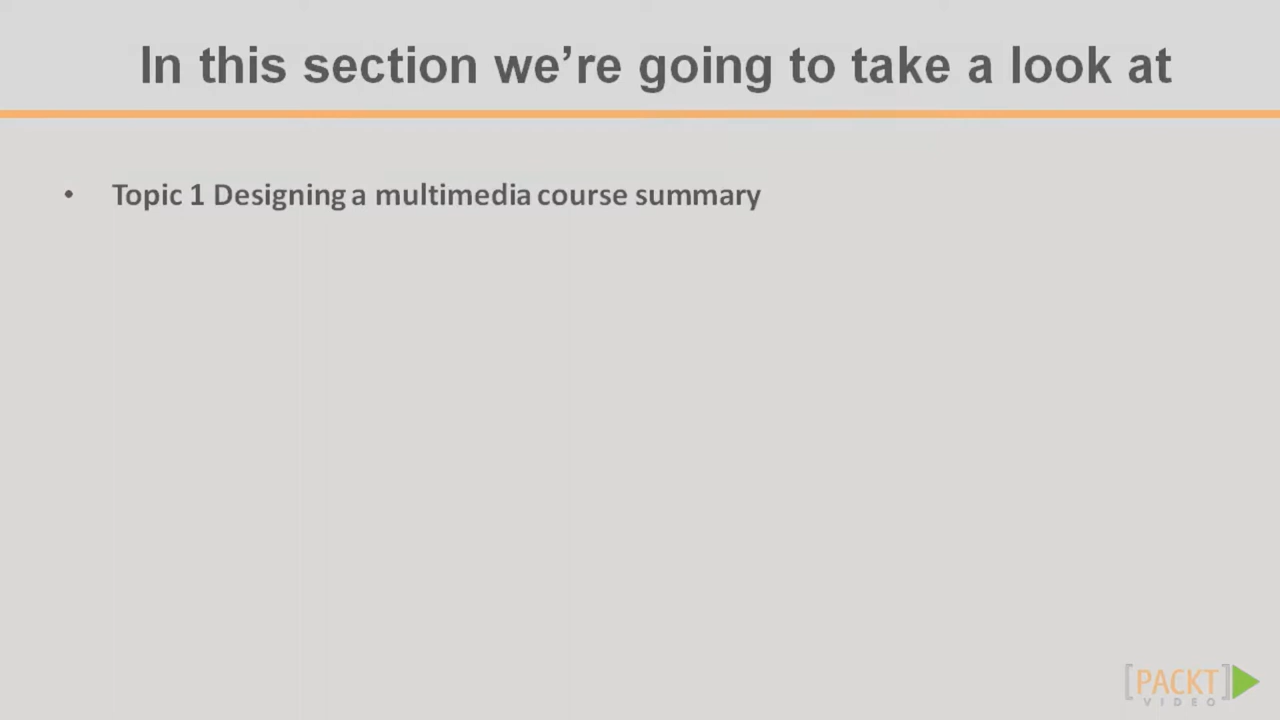 In this section we’re going to take a look at
• Topic 1 Designing a multimedia course summary
[PACKT]
VIDEO